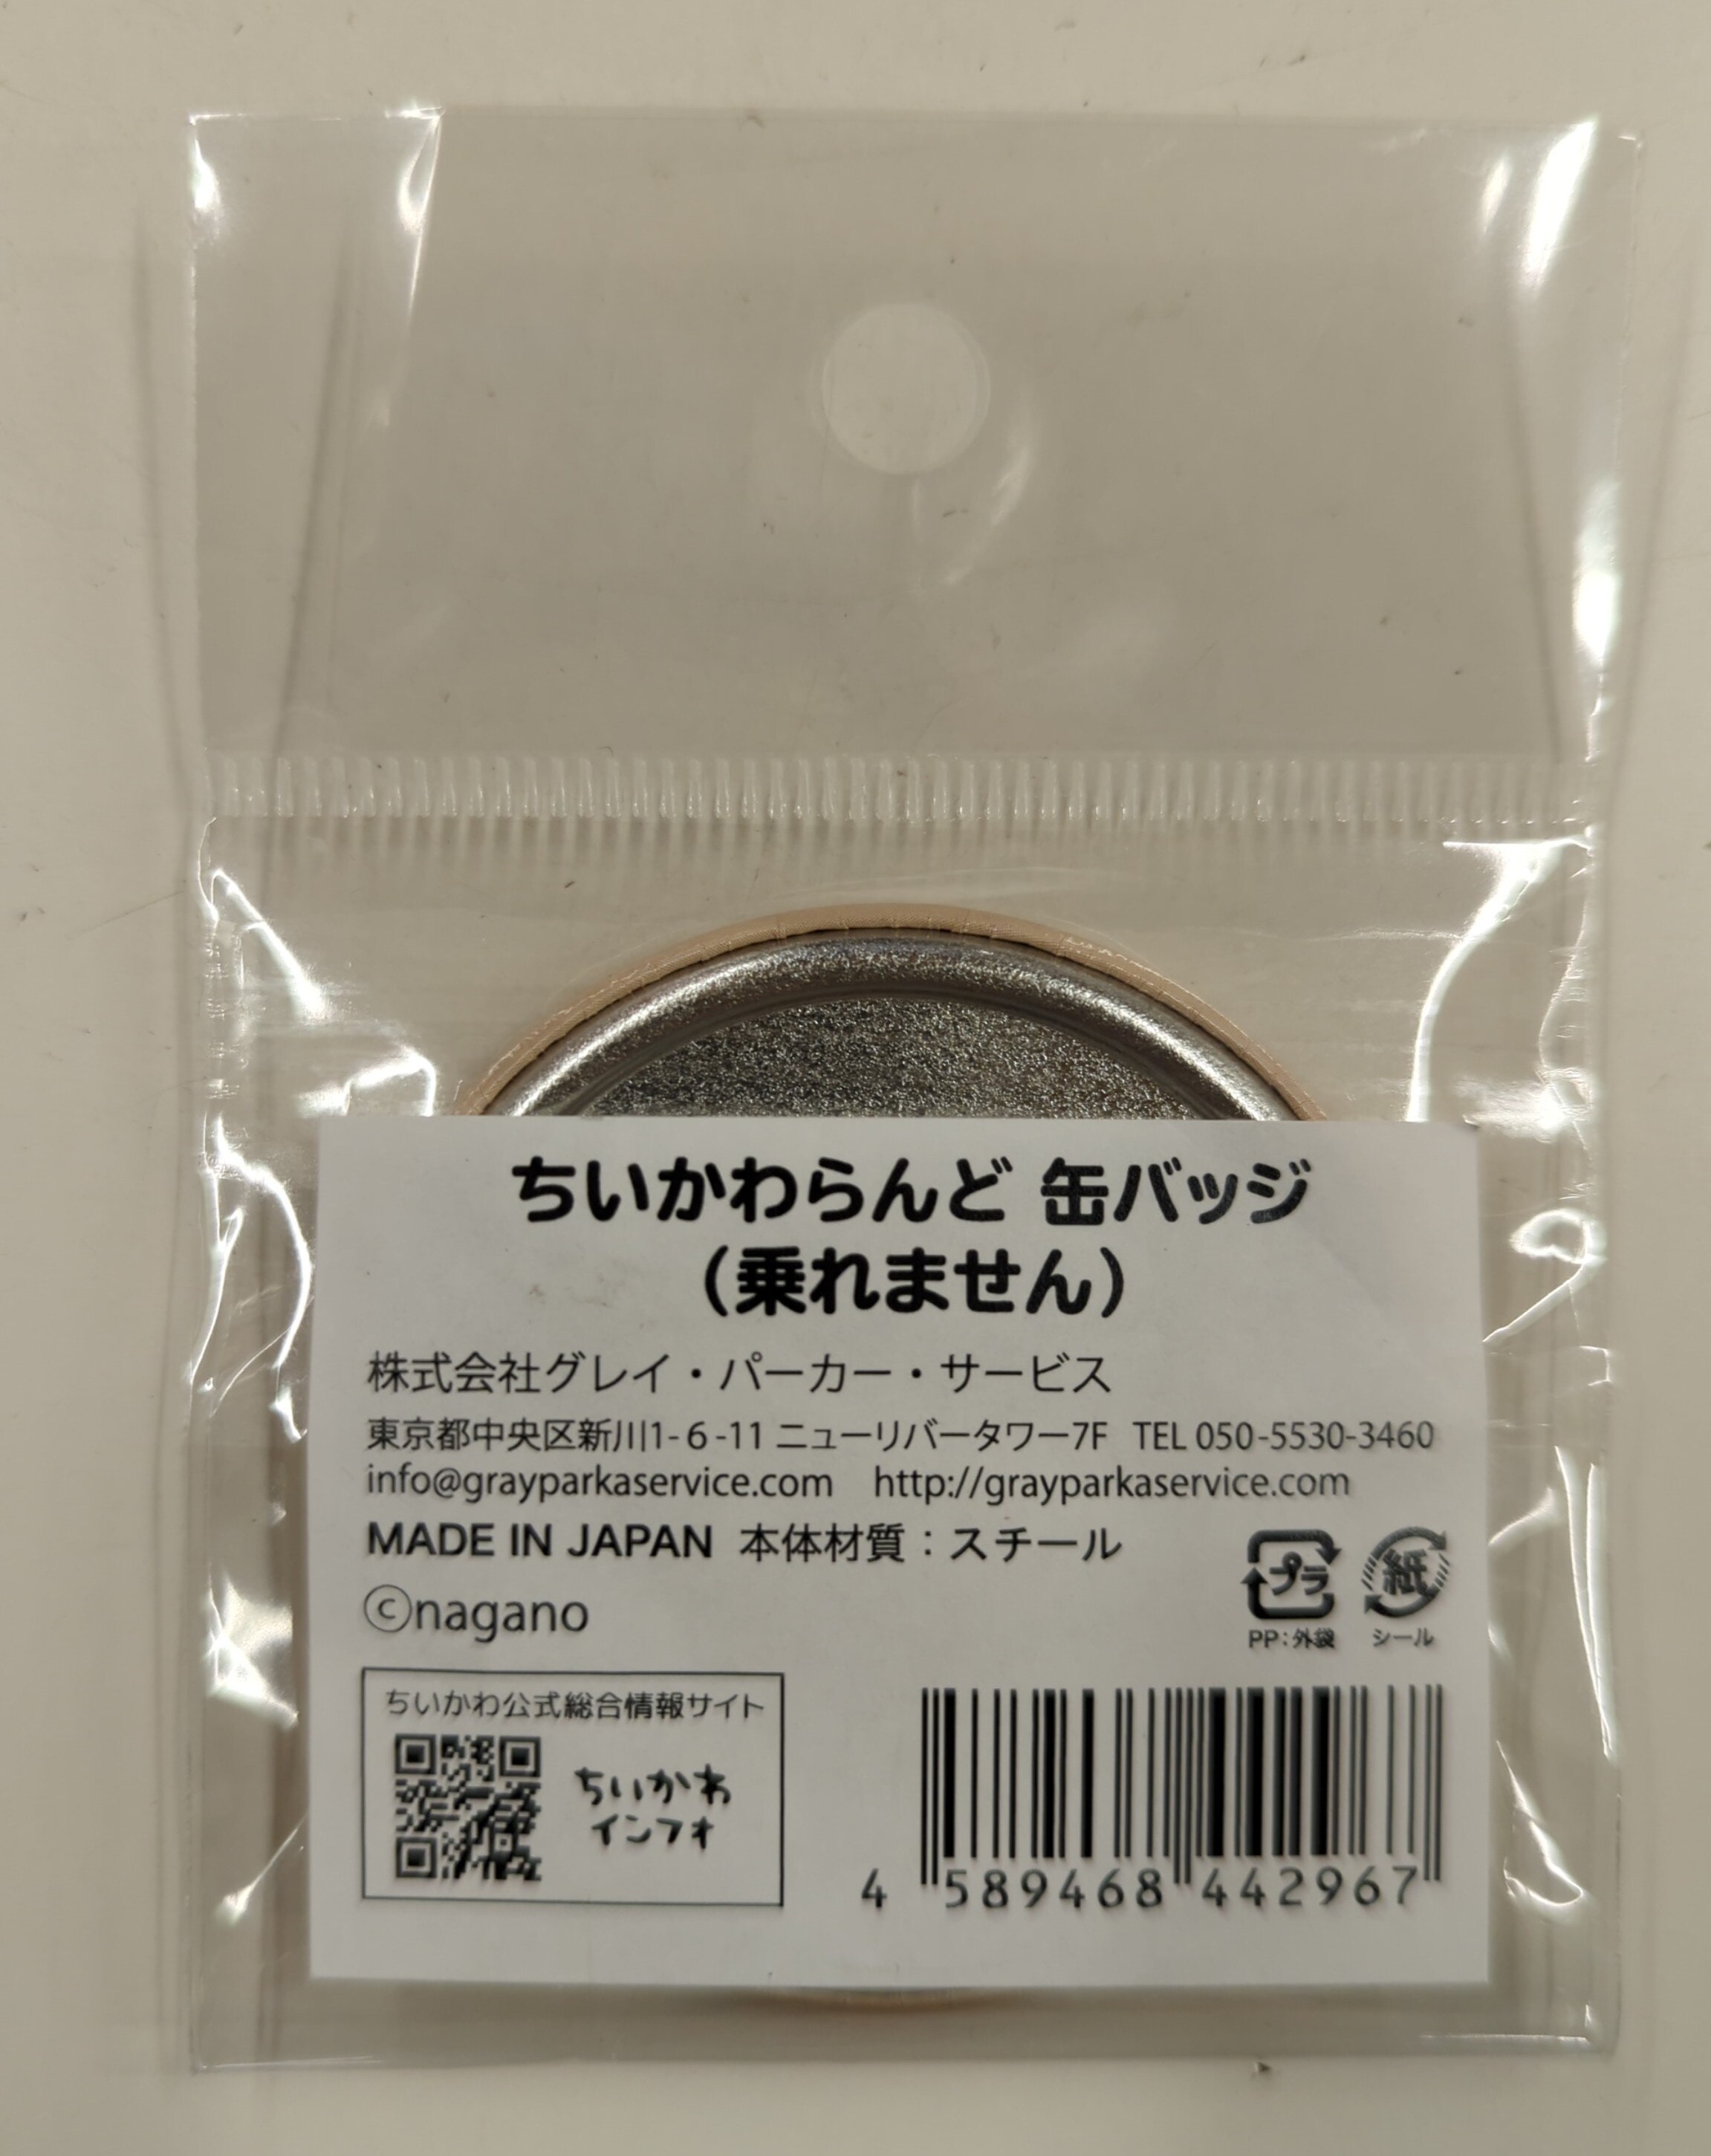 ちいかわらんど 缶バッジ
（乗れません）
株式会社グレイ・パーカー・サービス
東京都中央区新川1-6-11 ニューリバータワー7F TEL 050-5530-3460
info@grayparkaservice.com http://grayparkaservice.com
MADE IN JAPAN 本体材質：スチール
プラ 紙
PP：外袋 シール
ⓒnagano
ちいかわ公式総合情報サイト
ちいかわ
インフォ
4 589468 442967